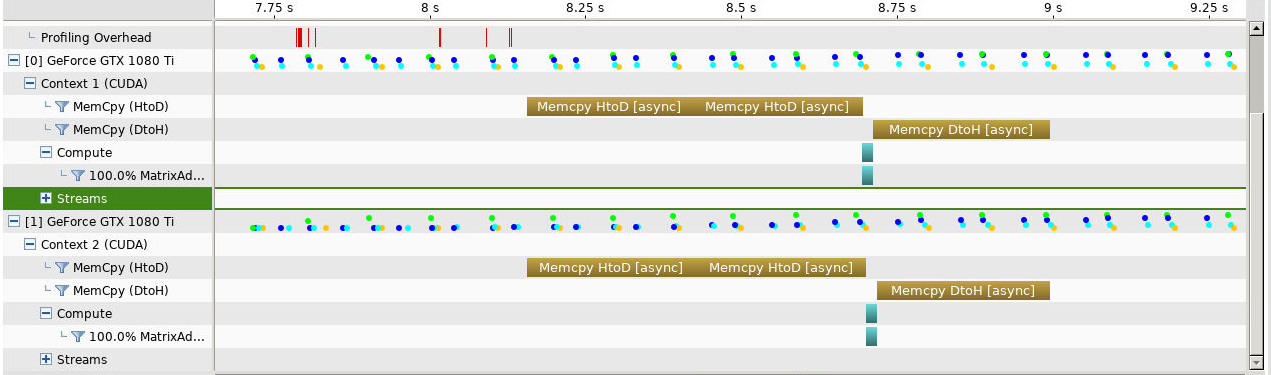 7.75 s 8 s 8.25 s 8.5 s 8.75 s 9 s 9.25 s
Profiling Overhead
[0] GeForce GTX 1080 Ti
Context 1 (CUDA)
MemCpy (HtoD) Memcpy HtoD [async] Memcpy HtoD [async]
MemCpy (DtoH) Memcpy DtoH [async]
Compute
100.0% MatrixAd...
Streams
[1] GeForce GTX 1080 Ti
Context 2 (CUDA)
MemCpy (HtoD) Memcpy HtoD [async] Memcpy HtoD [async]
MemCpy (DtoH) Memcpy DtoH [async]
Compute
100.0% MatrixAd...
Streams